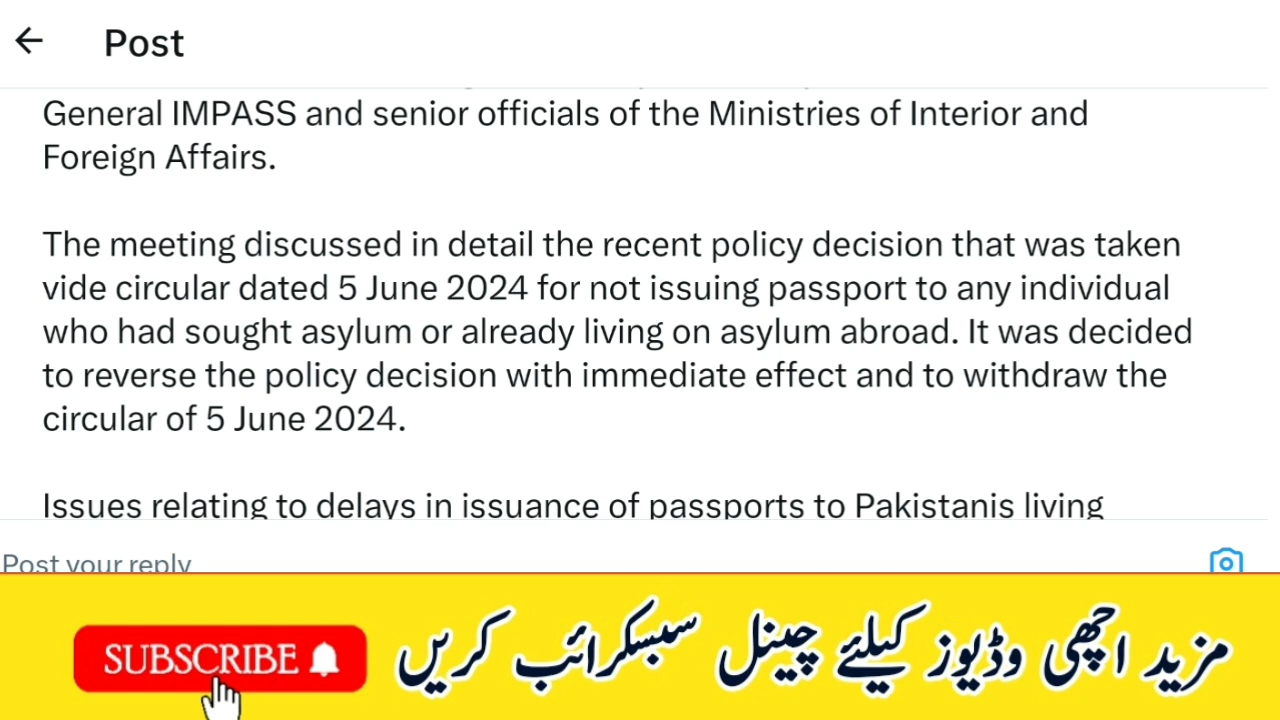 Post
General IMPASS and senior officials of the Ministries of Interior and
Foreign Affairs.
The meeting discussed in detail the recent policy decision that was taken
vide circular dated 5 June 2024 for not issuing passport to any individual
who had sought asylum or already living on asylum abroad. It was decided
to reverse the policy decision with immediate effect and to withdraw the
circular of 5 June 2024.
Issues relating to delays in issuance of passports to Pakistanis living
Post your reply
SUBSCRIBE
مزید اچھی وڈیوز کیلئے چینل سبسکرائب کریں